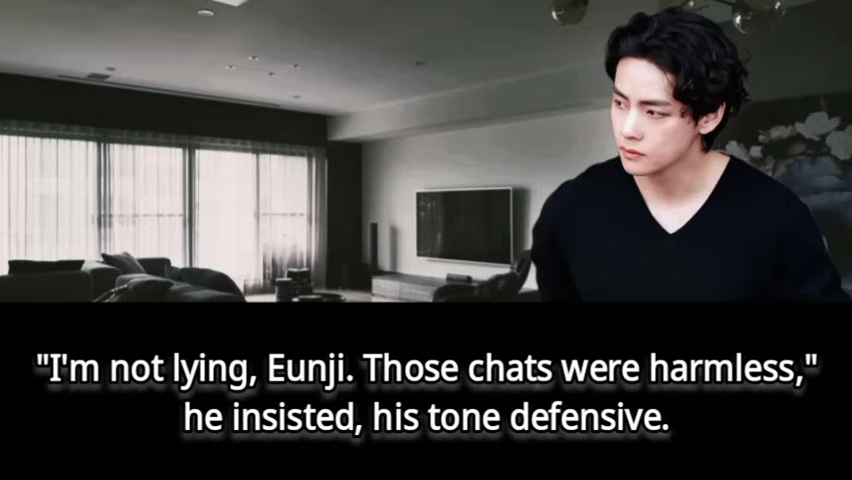 "I'm not lying, Eunji. Those chats were harmless,"
he insisted, his tone defensive.